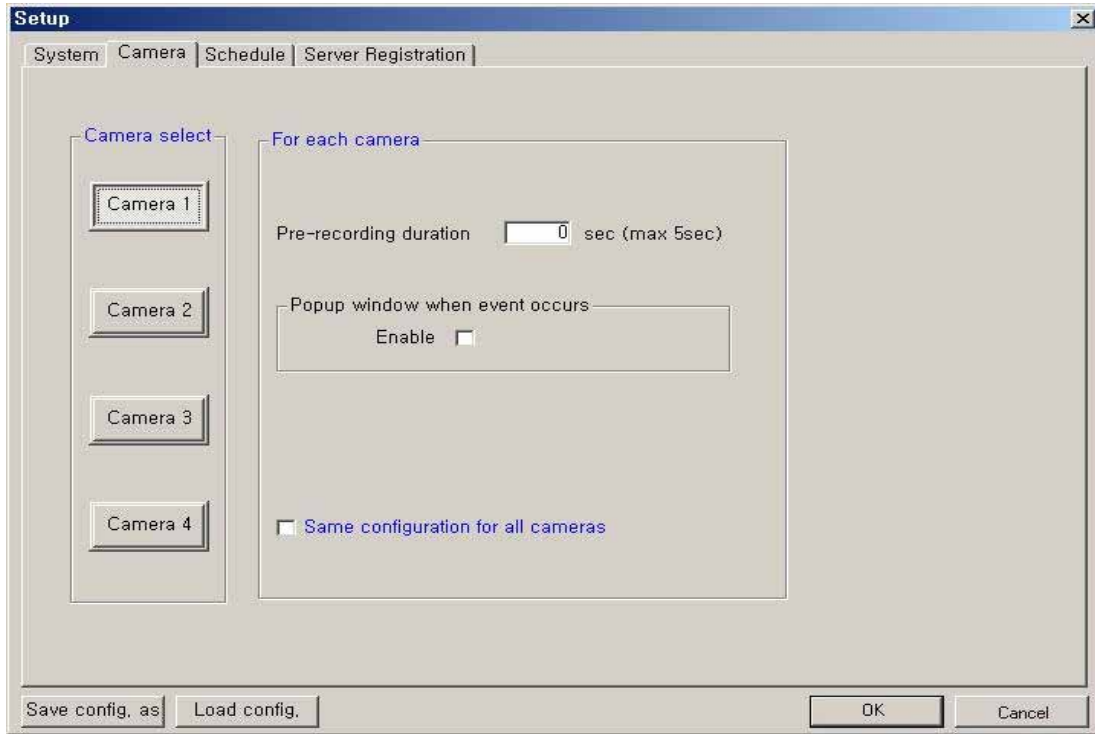 Setup
System Camera Schedule Server Registration
Camera select
Camera 1
Camera 2
Camera 3
Camera 4
For each camera
Pre-recording duration 0 sec (max 5sec)
Popup window when event occurs
Enable
Same configuration for all cameras
Save config, as Load config, OK Cancel